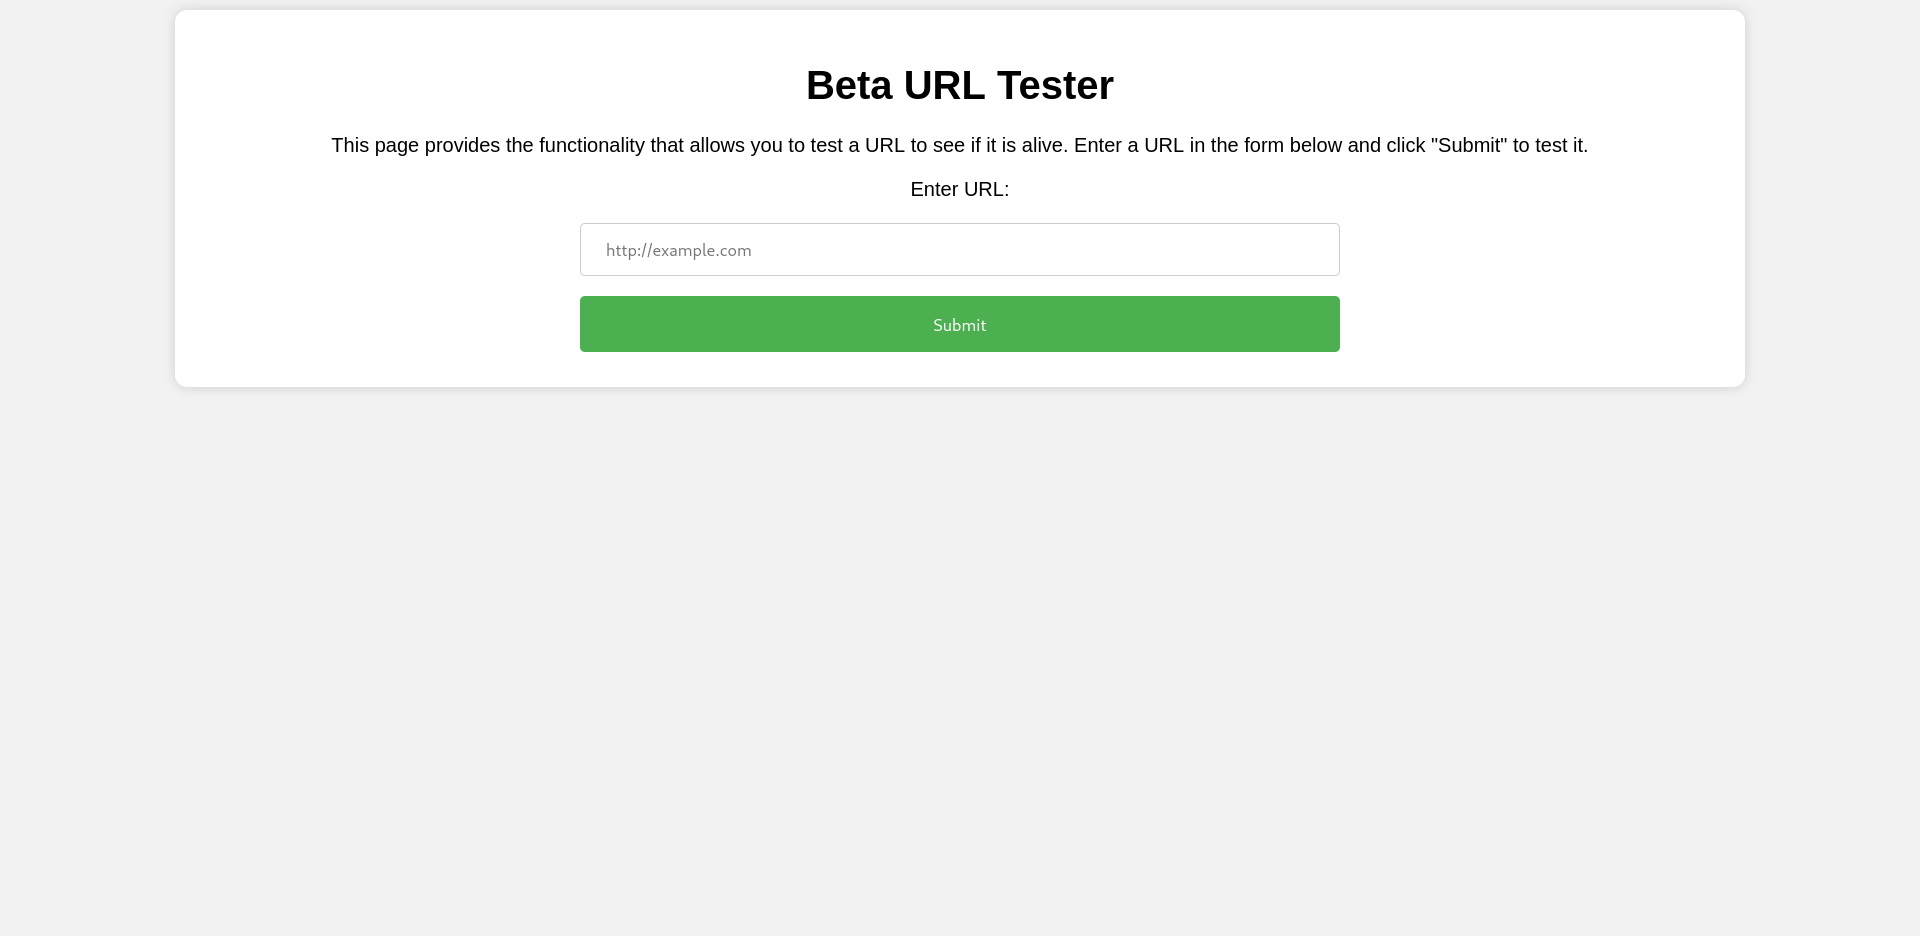 Beta URL Tester
This page provides the functionality that allows you to test a URL to see if it is alive. Enter a URL in the form below and click "Submit" to test it.
Enter URL:
http://example.com
Submit